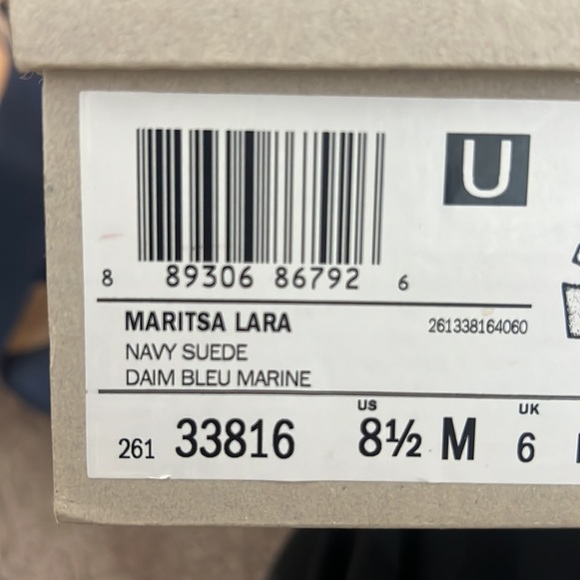 U
8 89306 86792 6
MARITSA LARA 261338164060
NAVY SUEDE
DAIM BLEU MARINE
US UK
261 33816 8½ M 6